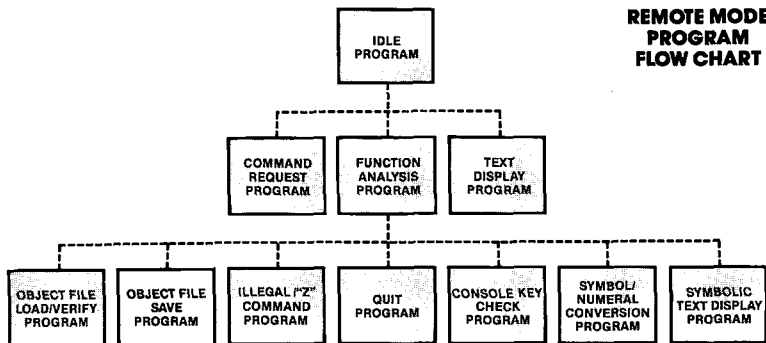 REMOTE MODE
PROGRAM
FLOW CHART
IDLE
PROGRAM
COMMAND
REQUEST
PROGRAM
FUNCTION
ANALYSIS
PROGRAM
TEXT
DISPLAY
PROGRAM
OBJECT FILE
LOAD/VERIFY
PROGRAM
OBJECT FILE
SAVE
PROGRAM
ILLEGAL /"Z"
COMMAND
PROGRAM
QUIT
PROGRAM
CONSOLE KEY
CHECK
PROGRAM
SYMBOL/
NUMERAL
CONVERSION
PROGRAM
SYMBOLIC
TEXT DISPLAY
PROGRAM